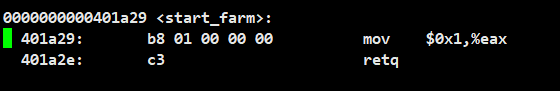 0000000000401a29 <start_farm>:
401a29: b8 01 00 00 00 mov $0x1,%eax
401a2e: c3 retq